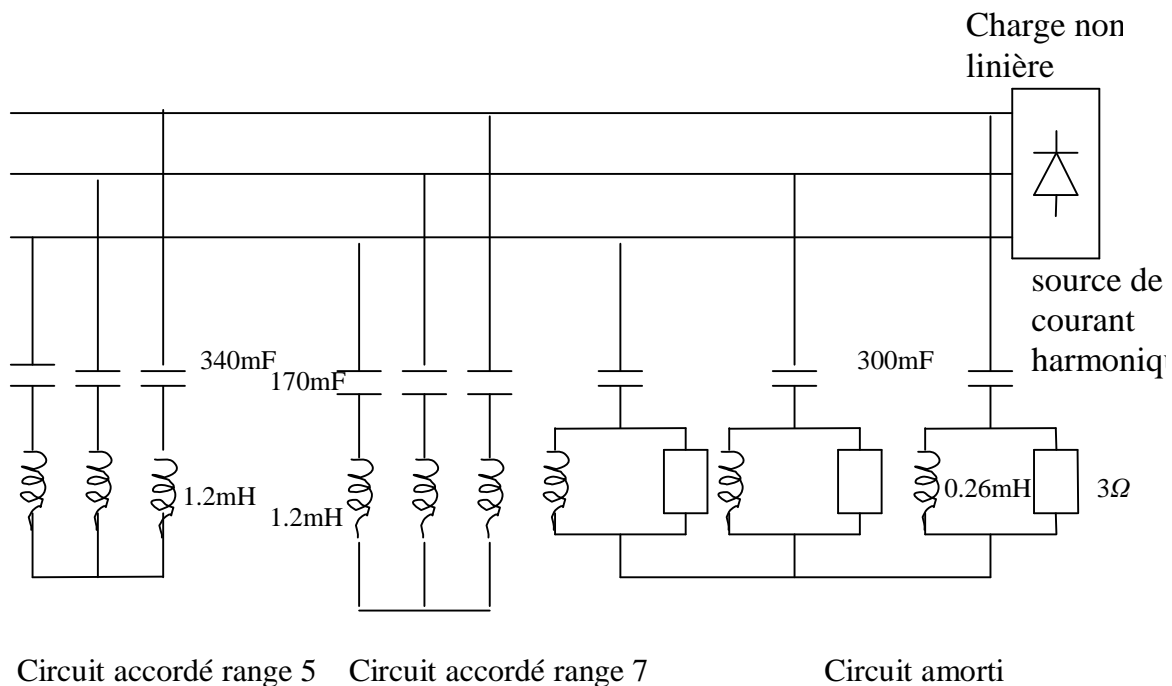 Charge non
linière
source de
courant
harmoniqu
340mF
170mF
300mF
1.2mH
1.2mH
0.26mH
3Ω
Circuit accordé range 5
Circuit accordé range 7
Circuit amorti